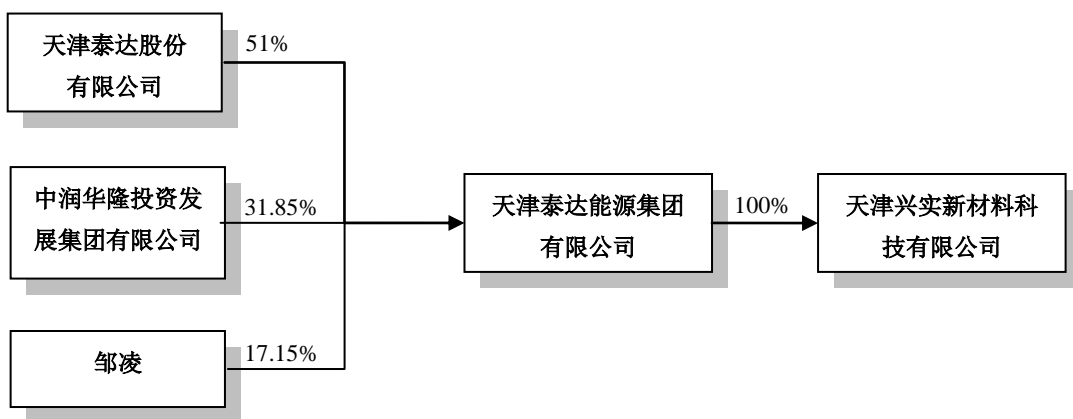 天津泰达股份
有限公司
51%
中润华隆投资发
展集团有限公司
31.85%
邹凌
17.15%
天津泰达能源集团
有限公司
100%
天津兴实新材料科
技有限公司